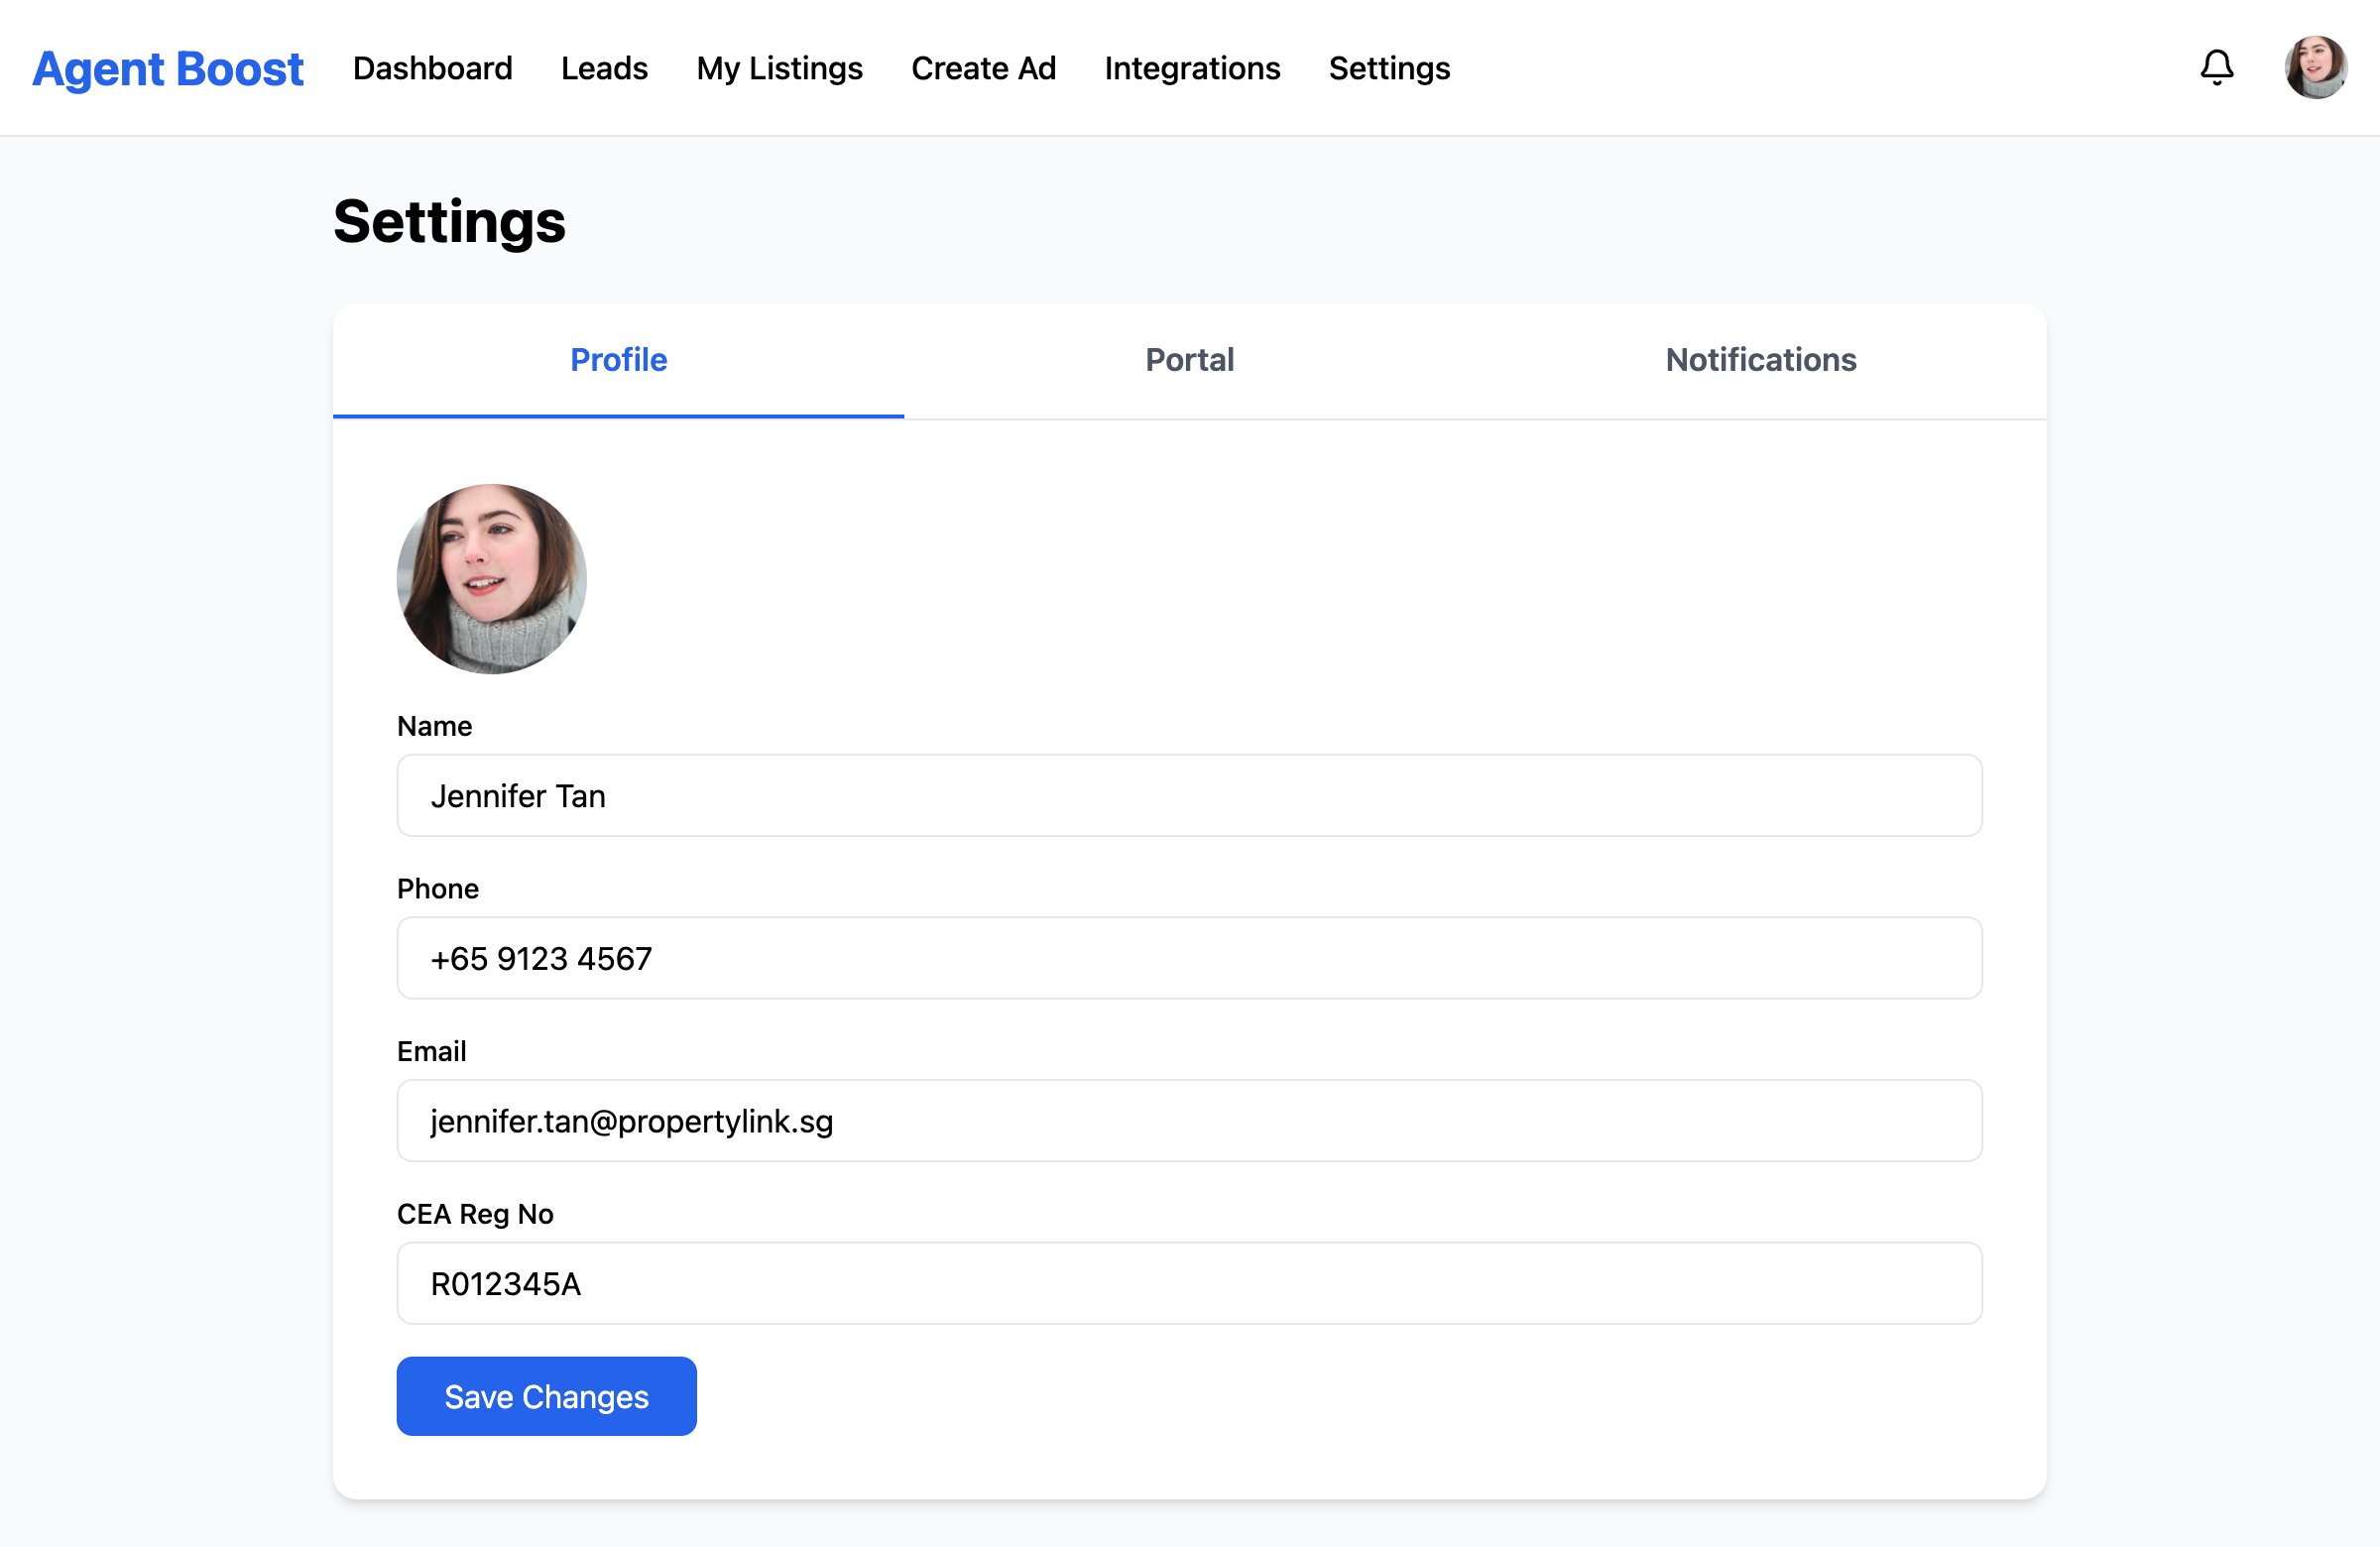 Agent Boost Dashboard Leads My Listings Create Ad Integrations Settings
Settings
Profile Portal Notifications
Name
Jennifer Tan
Phone
+65 9123 4567
Email
jennifer.tan@propertylink.sg
CEA Reg No
R012345A
Save Changes